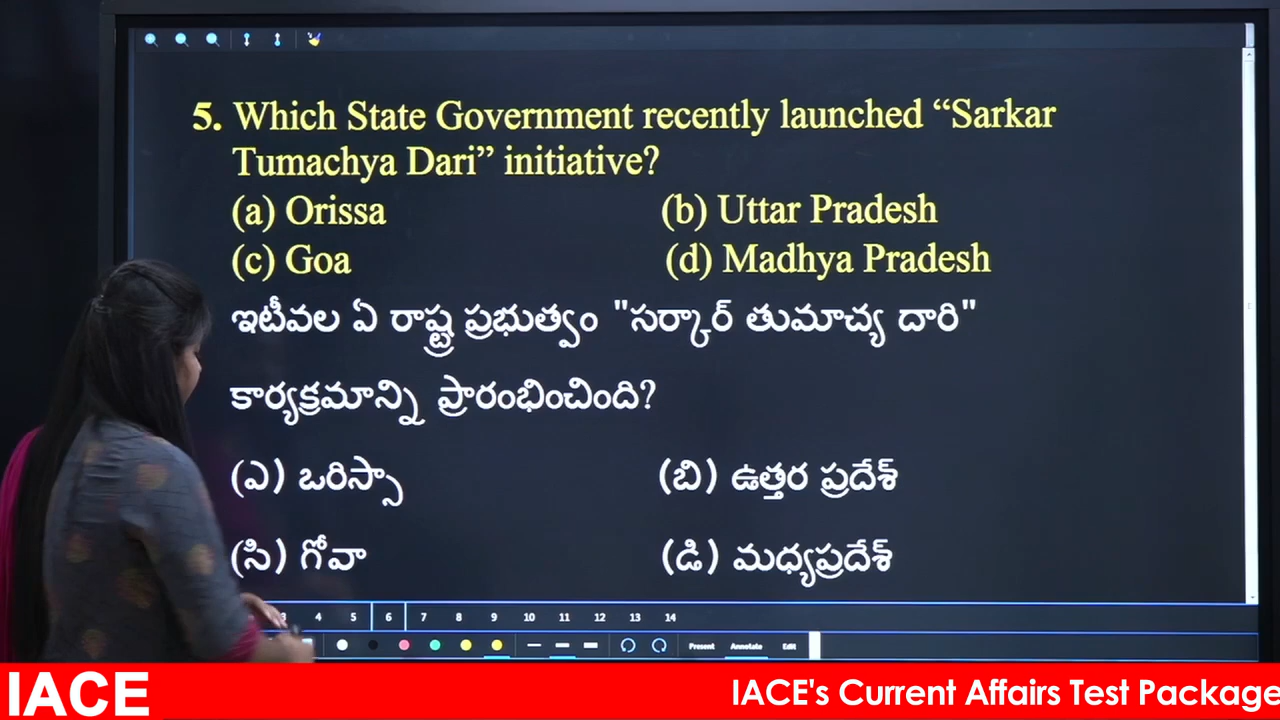 5. Which State Government recently launched “Sarkar
Tumachya Dari” initiative?
(a) Orissa (b) Uttar Pradesh
(c) Goa (d) Madhya Pradesh
ఇటీవల ఏ రాష్ట్ర ప్రభుత్వం "సర్కార్ తుమాచ్య దారి"
కార్యక్రమాన్ని ప్రారంభించింది?
(ఎ) ఒరిస్సా (బి) ఉత్తర ప్రదేశ్
(సి) గోవా (డి) మధ్యప్రదేశ్
3 4 5 6 7 8 9 10 11 12 13 14
Present Annotate Edit
IACE IACE's Current Affairs Test Package